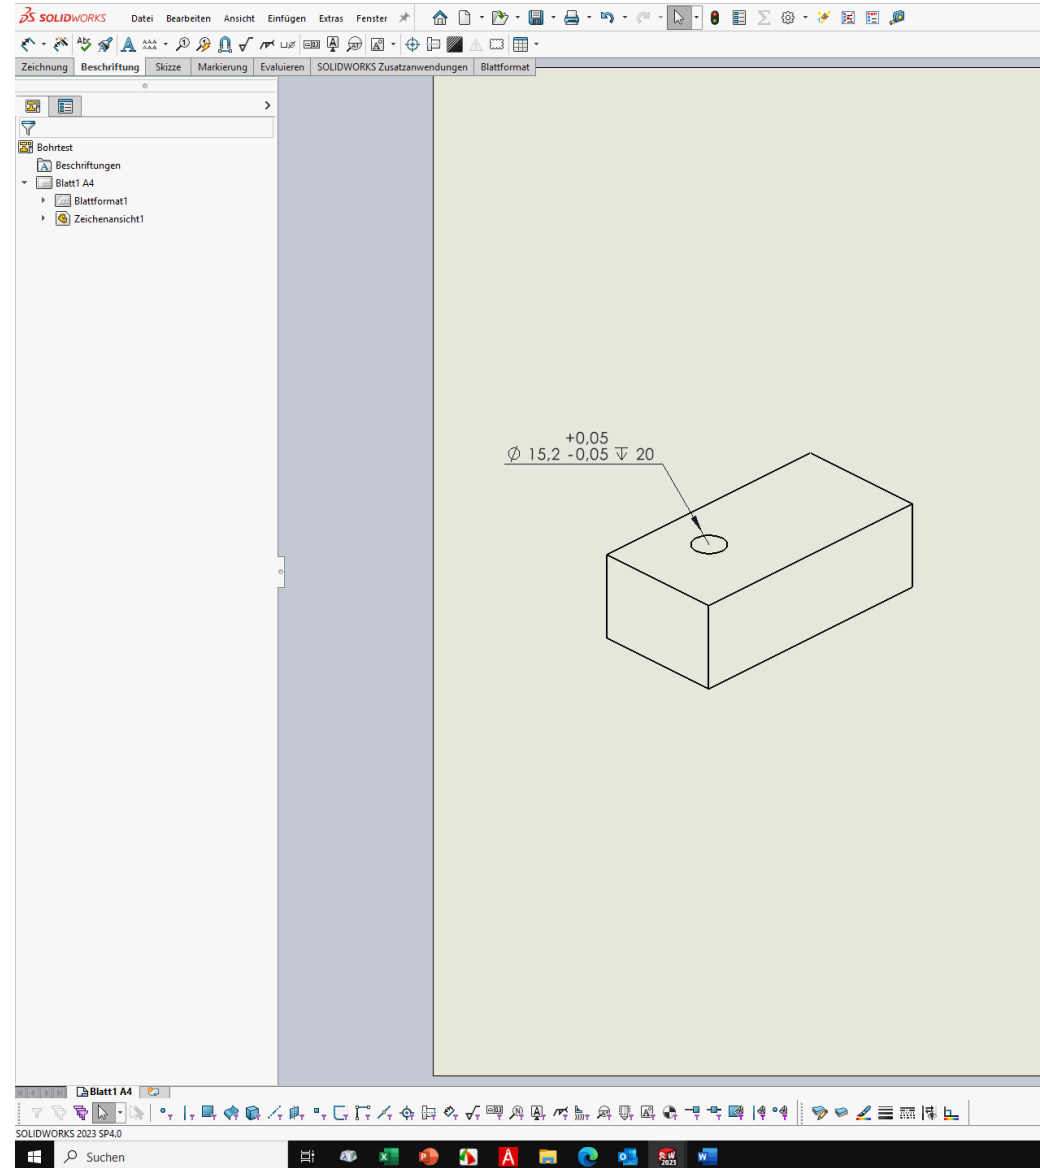 SOLIDWORKS Datei Bearbeiten Ansicht Einfügen Extras Fenster
Zeichnung Beschriftung Skizze Markierung Evaluieren SOLIDWORKS Zusatzanwendungen Blattformat
Bohrtest
Beschriftungen
Blatt1 A4
Blattformat1
Zeichenansicht1
+0,05
∅ 15,2 -0,05 ↧ 20
Blatt1 A4
SOLIDWORKS 2023 SP4.0
Suchen